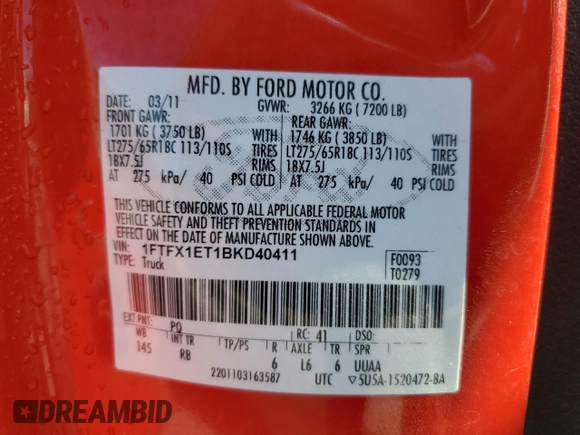 MFD. BY FORD MOTOR CO.
DATE: 03/11 GVWR: 3266 KG ( 7200 LB)
FRONT GAWR: REAR GAWR:
1701 KG ( 3750 LB) WITH 1746 KG ( 3850 LB) WITH
LT275/65R18C 113/110S TIRES LT275/65R18C 113/110S TIRES
18X7.5J RIMS 18X7.5J RIMS
AT 275 kPa/ 40 PSI COLD AT 275 kPa/ 40 PSI COLD
THIS VEHICLE CONFORMS TO ALL APPLICABLE FEDERAL MOTOR
VEHICLE SAFETY AND THEFT PREVENTION STANDARDS IN
EFFECT ON THE DATE OF MANUFACTURE SHOWN ABOVE.
VIN: 1FTFX1ET1BKD40411 F0093
TYPE: Truck T0279
EXT PNT: PQ RC: 41 DSO:
WB INT TR TP/PS R AXLE TR SPR
145 RB 6 L6 6 UUAA
2201103163587 UTC 5U5A-1520472-BA
DREAMBID
AUCTION CAR IMPORT